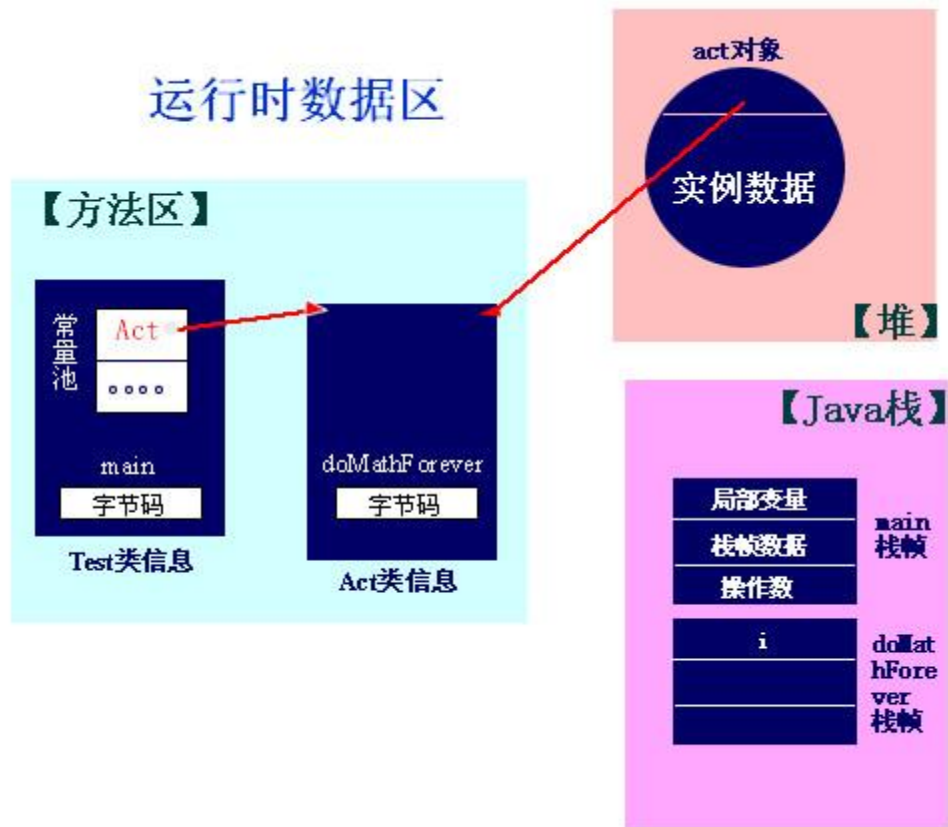 运行时数据区
【方法区】
常量池
Act
。。。。
main
字节码
Test类信息
doMathForever
字节码
Act类信息
act对象
实例数据
【堆】
【Java栈】
局部变量
栈帧数据
操作数
main
栈帧
i
doMat
hFore
ver
栈帧